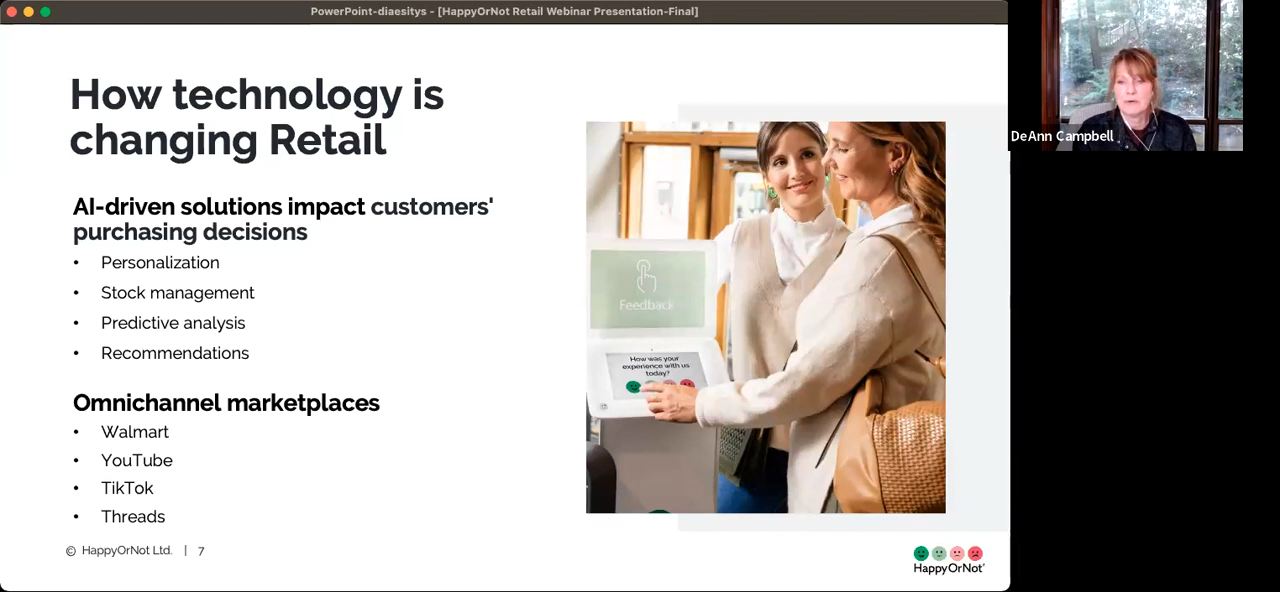 PowerPoint-diaesitys - [HappyOrNot Retail Webinar Presentation-Final]
How technology is
changing Retail
AI-driven solutions impact customers'
purchasing decisions
• Personalization
• Stock management
• Predictive analysis
• Recommendations
Omnichannel marketplaces
• Walmart
• YouTube
• TikTok
• Threads
© HappyOrNot Ltd. | 7
Feedback
How was your
experience with us
today?
HappyOrNot
DeAnn Campbell